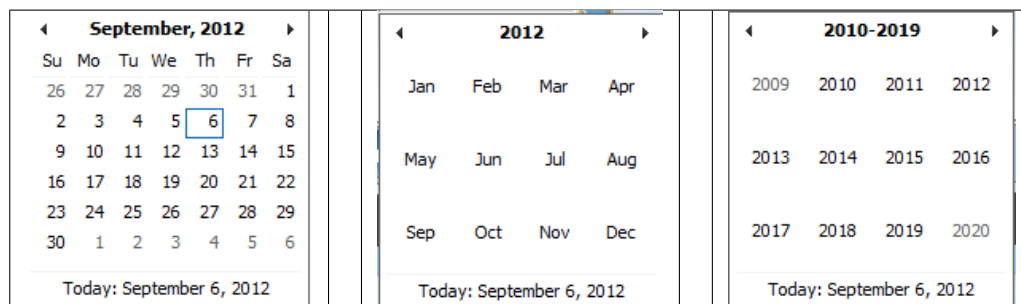 September, 2012
Su Mo Tu We Th Fr Sa
26 27 28 29 30 31 1
2 3 4 5 6 7 8
9 10 11 12 13 14 15
16 17 18 19 20 21 22
23 24 25 26 27 28 29
30 1 2 3 4 5 6
Today: September 6, 2012
2012
Jan Feb Mar Apr
May Jun Jul Aug
Sep Oct Nov Dec
Today: September 6, 2012
2010-2019
2009 2010 2011 2012
2013 2014 2015 2016
2017 2018 2019 2020
Today: September 6, 2012